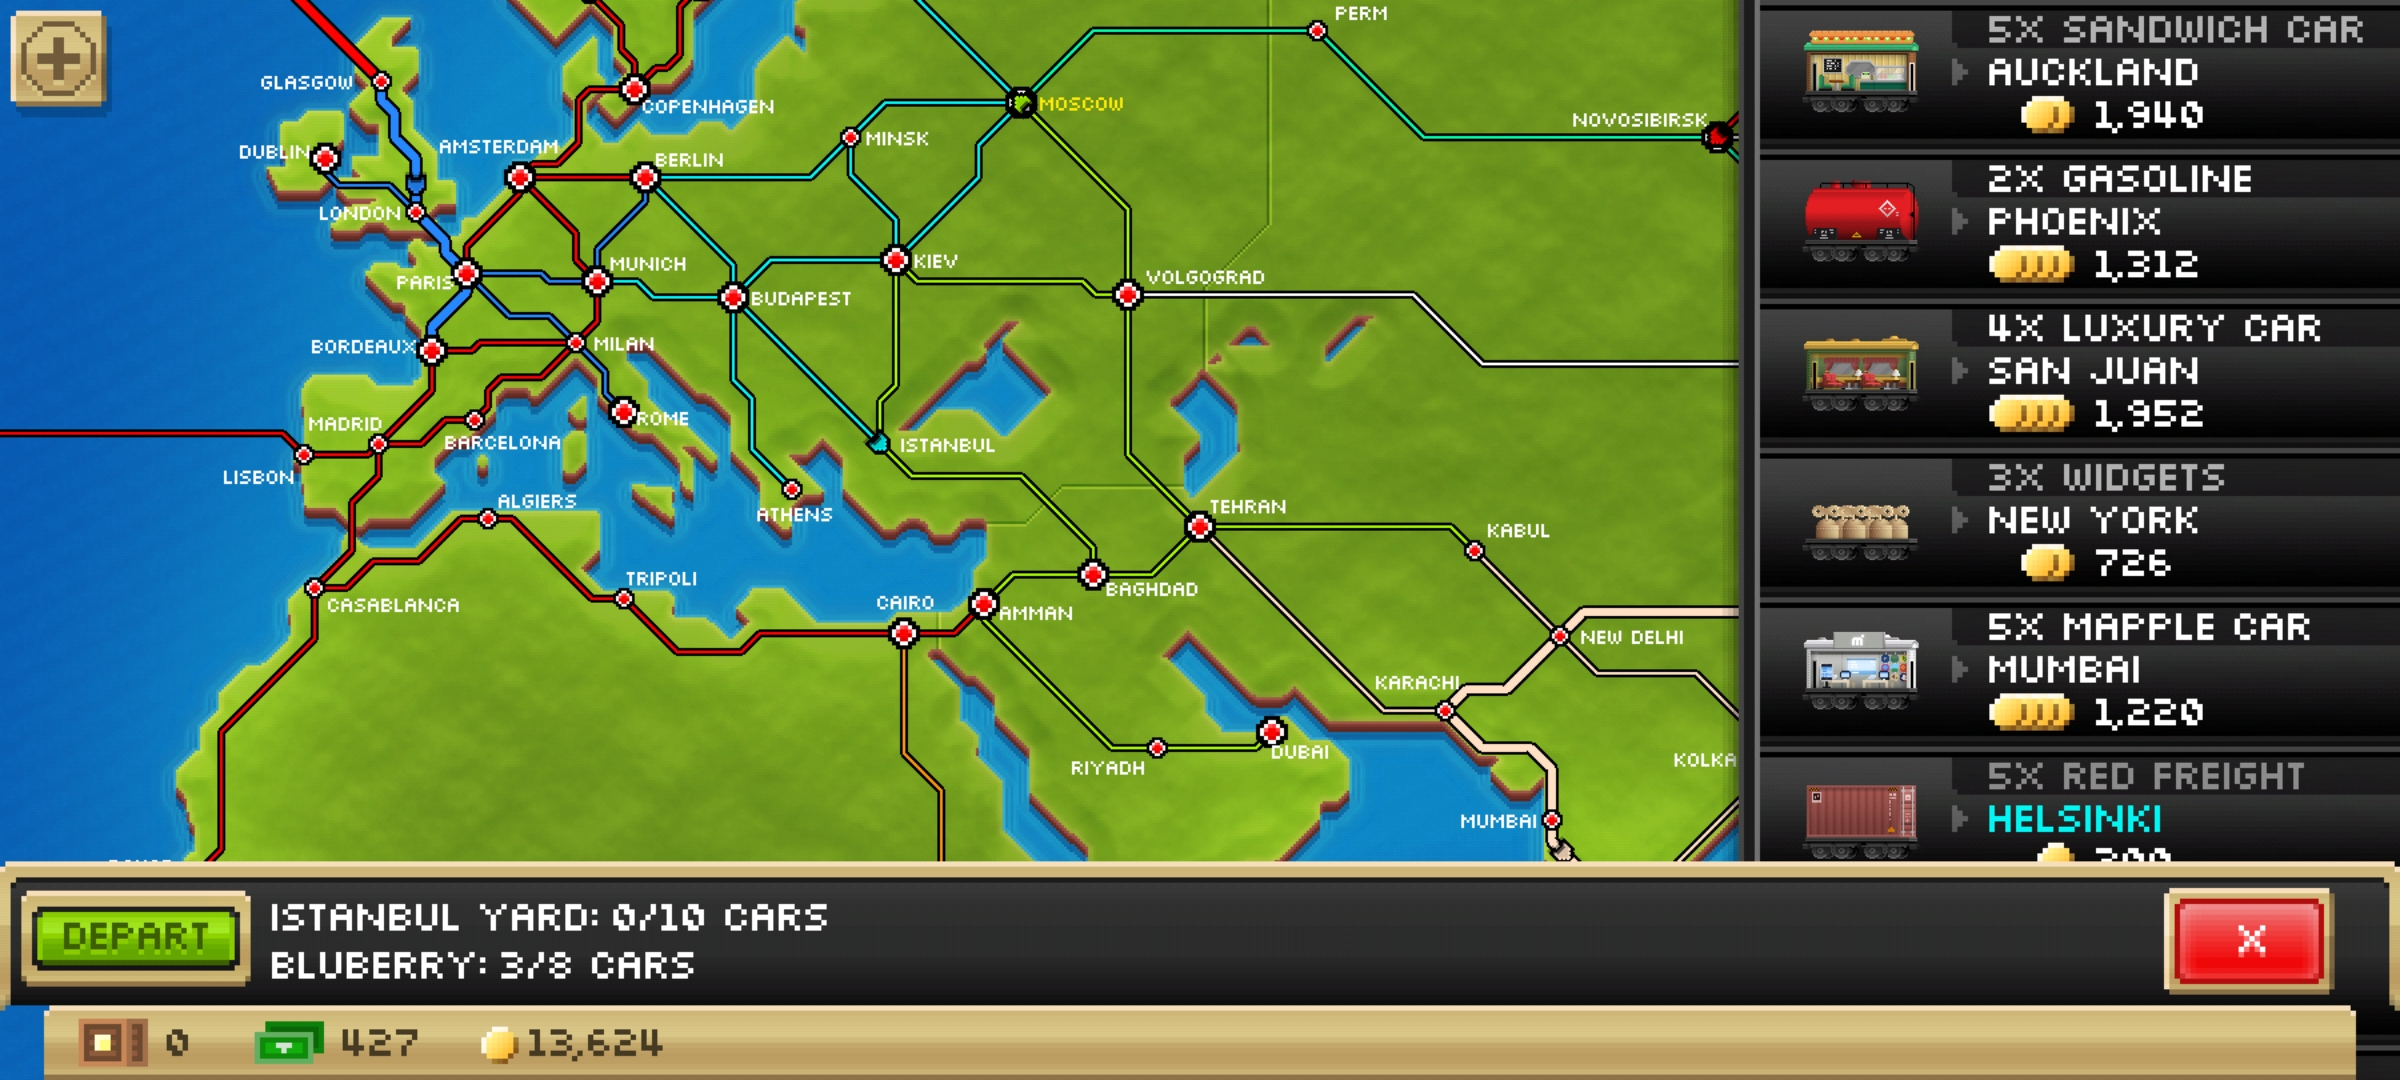 PERM
GLASGOW
COPENHAGEN
MOSCOW
NOVOSIBIRSK
MINSK
DUBLIN
AMSTERDAM
BERLIN
LONDON
PARIS
MUNICH
KIEV
VOLGOGRAD
BUDAPEST
BORDEAUX
MILAN
ROME
MADRID
BARCELONA
ISTANBUL
LISBON
ALGIERS
ATHENS
TEHRAN
KABUL
TRIPOLI
CASABLANCA
CAIRO
AMMAN
BAGHDAD
NEW DELHI
KARACHI
DUBAI
RIYADH
KOLKA
MUMBAI
5X SANDWICH CAR
AUCKLAND
1,940
2X GASOLINE
PHOENIX
1,312
4X LUXURY CAR
SAN JUAN
1,952
3X WIDGETS
NEW YORK
726
5X MAPPLE CAR
MUMBAI
1,220
5X RED FREIGHT
HELSINKI
DEPART
ISTANBUL YARD: 0/10 CARS
BLUBERRY: 3/8 CARS
X
0
427
13,624